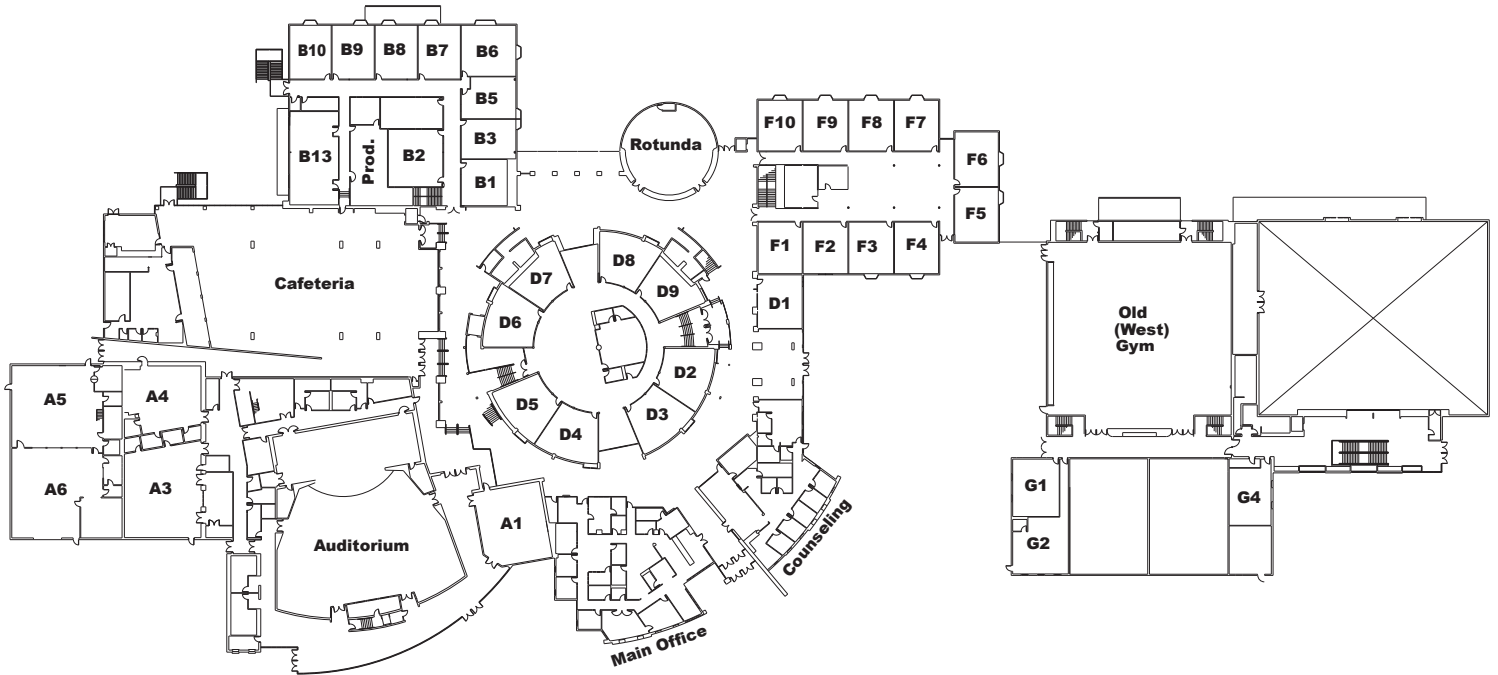 B10
B9
B8
B7
B6
B5
B3
B13
Prod.
B2
B1
Rotunda
F10
F9
F8
F7
F6
F5
F1
F2
F3
F4
Cafeteria
D7
D8
D9
D6
D1
D2
D5
D4
D3
Old
(West)
Gym
A5
A4
A6
A3
A1
Auditorium
Main Office
Counseling
G1
G2
G4